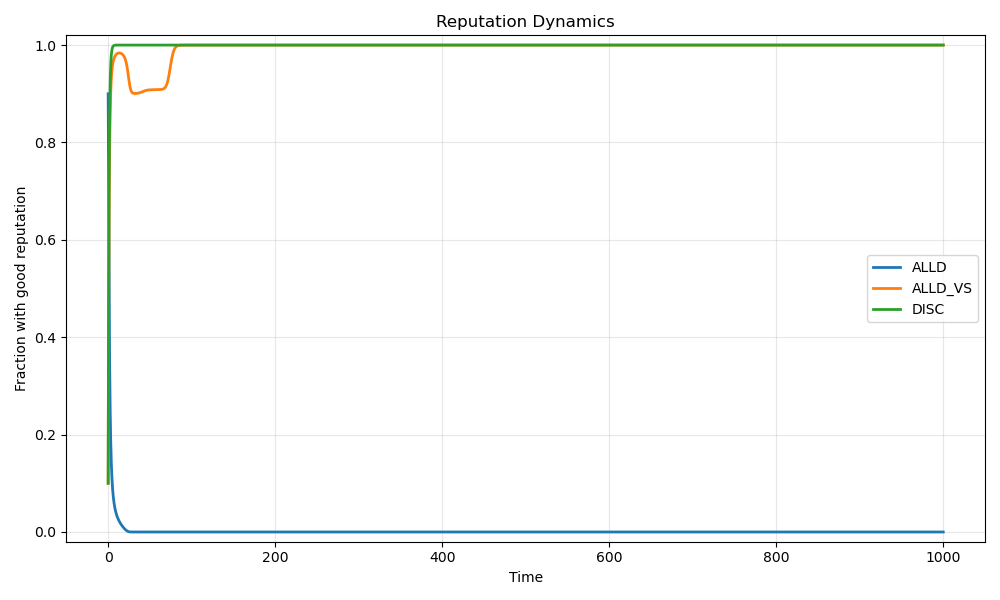 Reputation Dynamics
Fraction with good reputation
1.0
0.8
0.6
0.4
0.2
0.0
ALLD
ALLD_VS
DISC
0 200 400 600 800 1000
Time